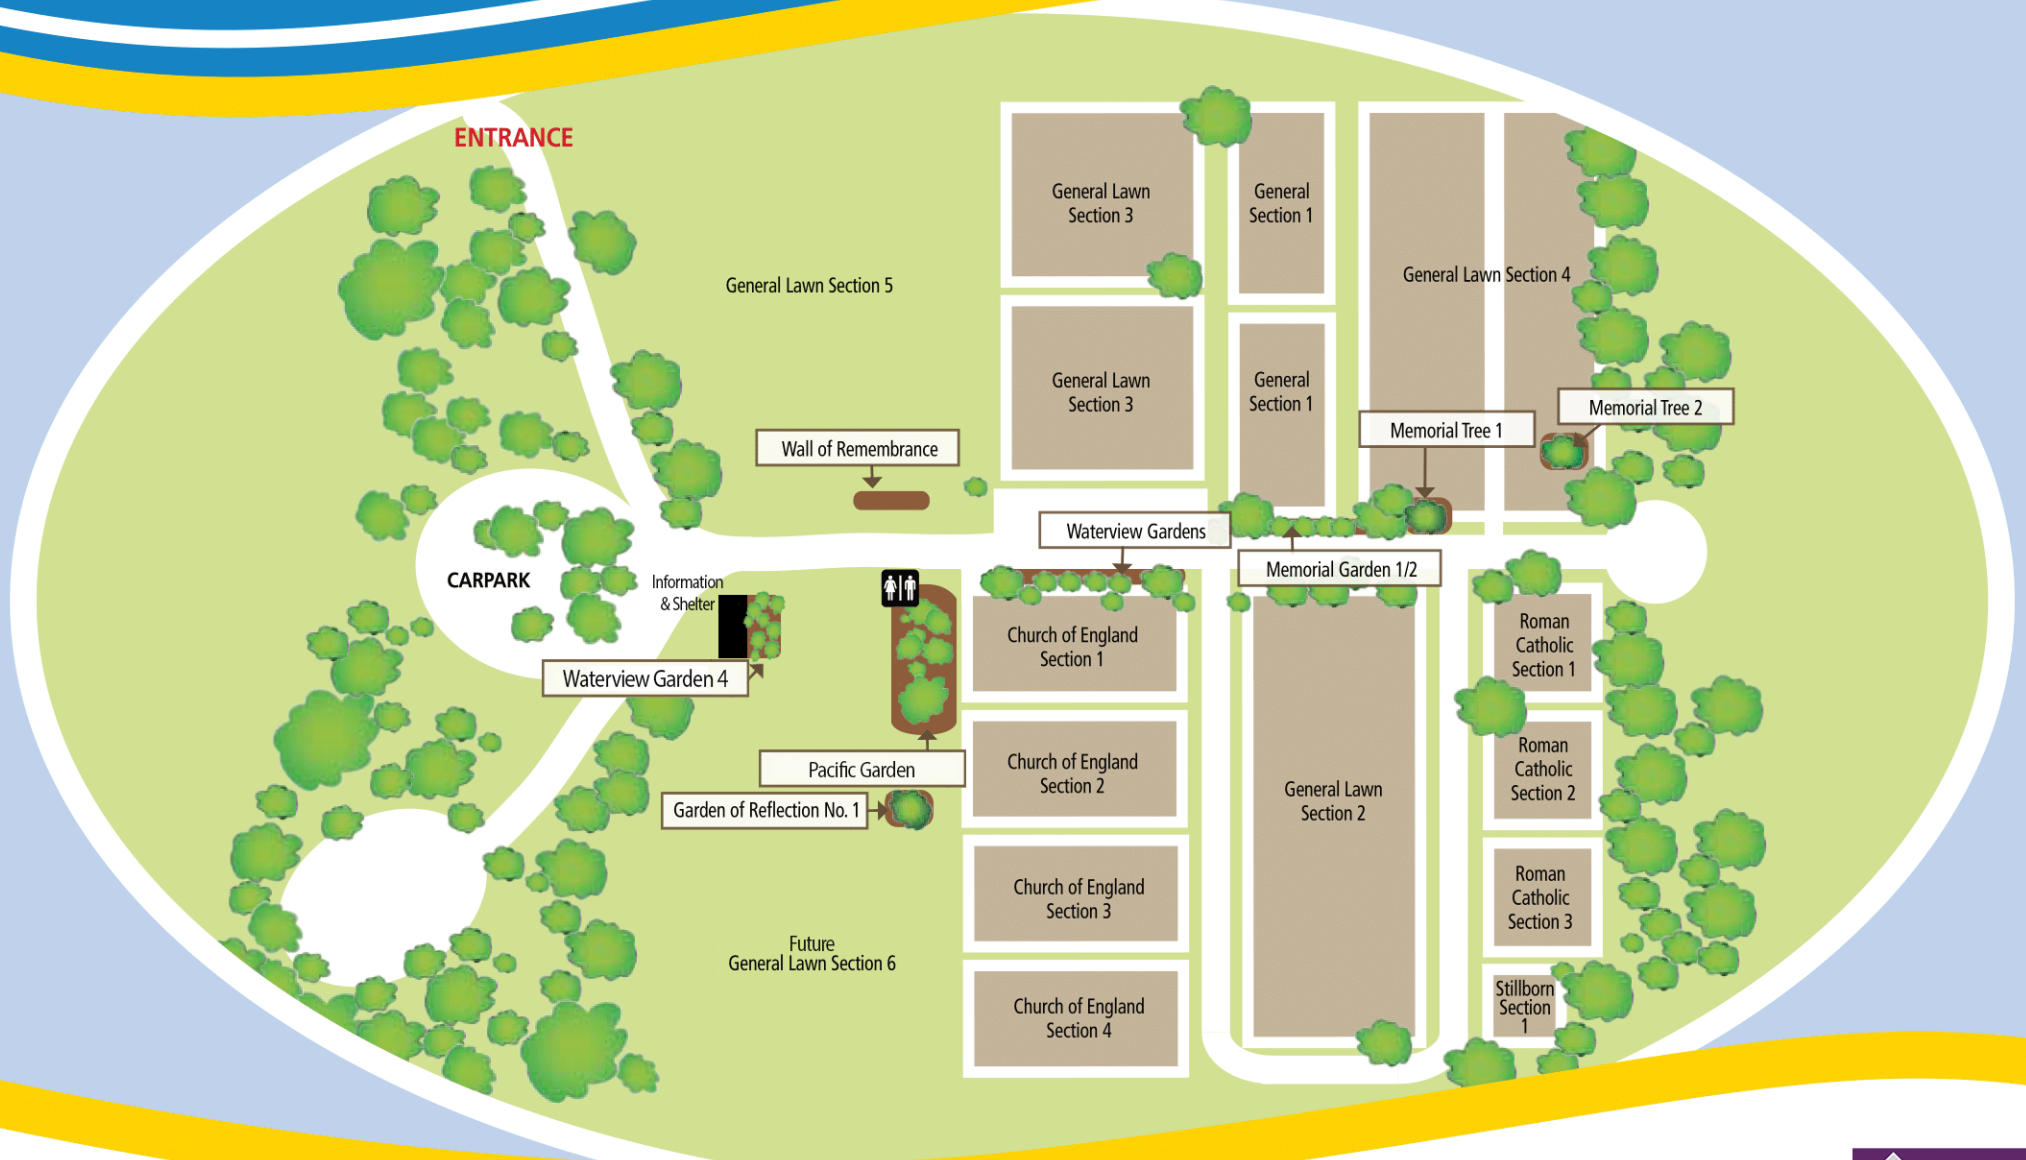 ENTRANCE
General Lawn
Section 3
General
Section 1
General Lawn Section 4
General Lawn Section 5
General Lawn
Section 3
General
Section 1
Memorial Tree 2
Memorial Tree 1
Wall of Remembrance
Waterview Gardens
Memorial Garden 1/2
CARPARK
Information
& Shelter
Waterview Garden 4
Church of England
Section 1
Roman
Catholic
Section 1
Pacific Garden
Garden of Reflection No. 1
Church of England
Section 2
General Lawn
Section 2
Roman
Catholic
Section 2
Church of England
Section 3
Roman
Catholic
Section 3
Future
General Lawn Section 6
Church of England
Section 4
Stillborn
Section
1